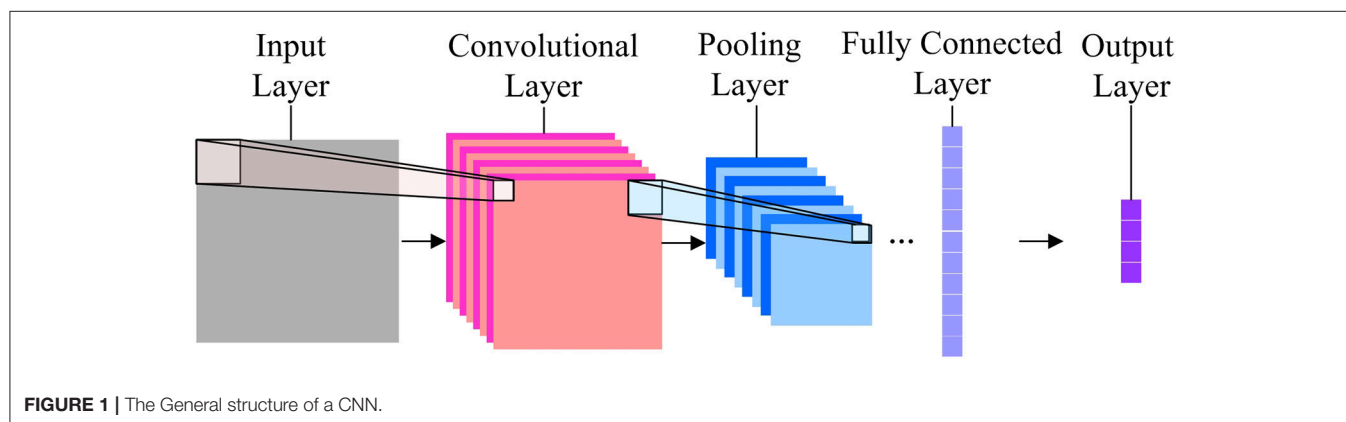 Input
Layer
Convolutional
Layer
Pooling
Layer
Fully Connected
Layer
Output
Layer
...
FIGURE 1 | The General structure of a CNN.